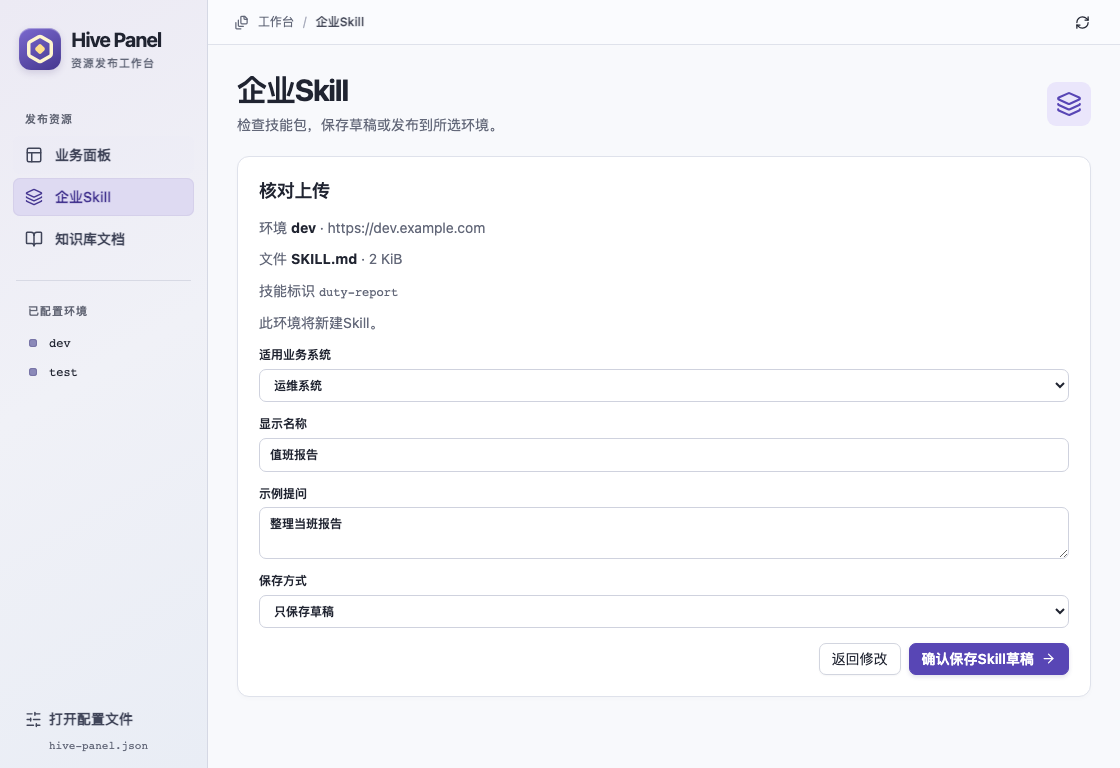 Hive Panel
资源发布工作台
发布资源
业务面板
企业Skill
知识库文档
已配置环境
dev
test
打开配置文件
hive-panel.json
工作台 / 企业Skill
企业Skill
检查技能包，保存草稿或发布到所选环境。
核对上传
环境 dev · https://dev.example.com
文件 SKILL.md · 2 KiB
技能标识 duty-report
此环境将新建Skill。
适用业务系统
运维系统
显示名称
值班报告
示例提问
整理当班报告
保存方式
只保存草稿
返回修改
确认保存Skill草稿 →